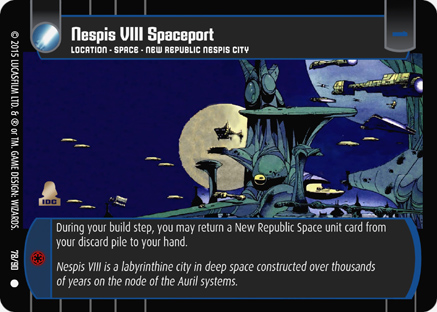 Nespis VIII Spaceport
LOCATION - SPACE - NEW REPUBLIC NESPIS CITY
© 2015 LUCASFILM LTD. & ® or TM. GAME DESIGN: WIZARDS.
IDC
78/90
During your build step, you may return a New Republic Space unit card from
your discard pile to your hand.
Nespis VIII is a labyrinthine city in deep space constructed over thousands
of years on the node of the Auril systems.